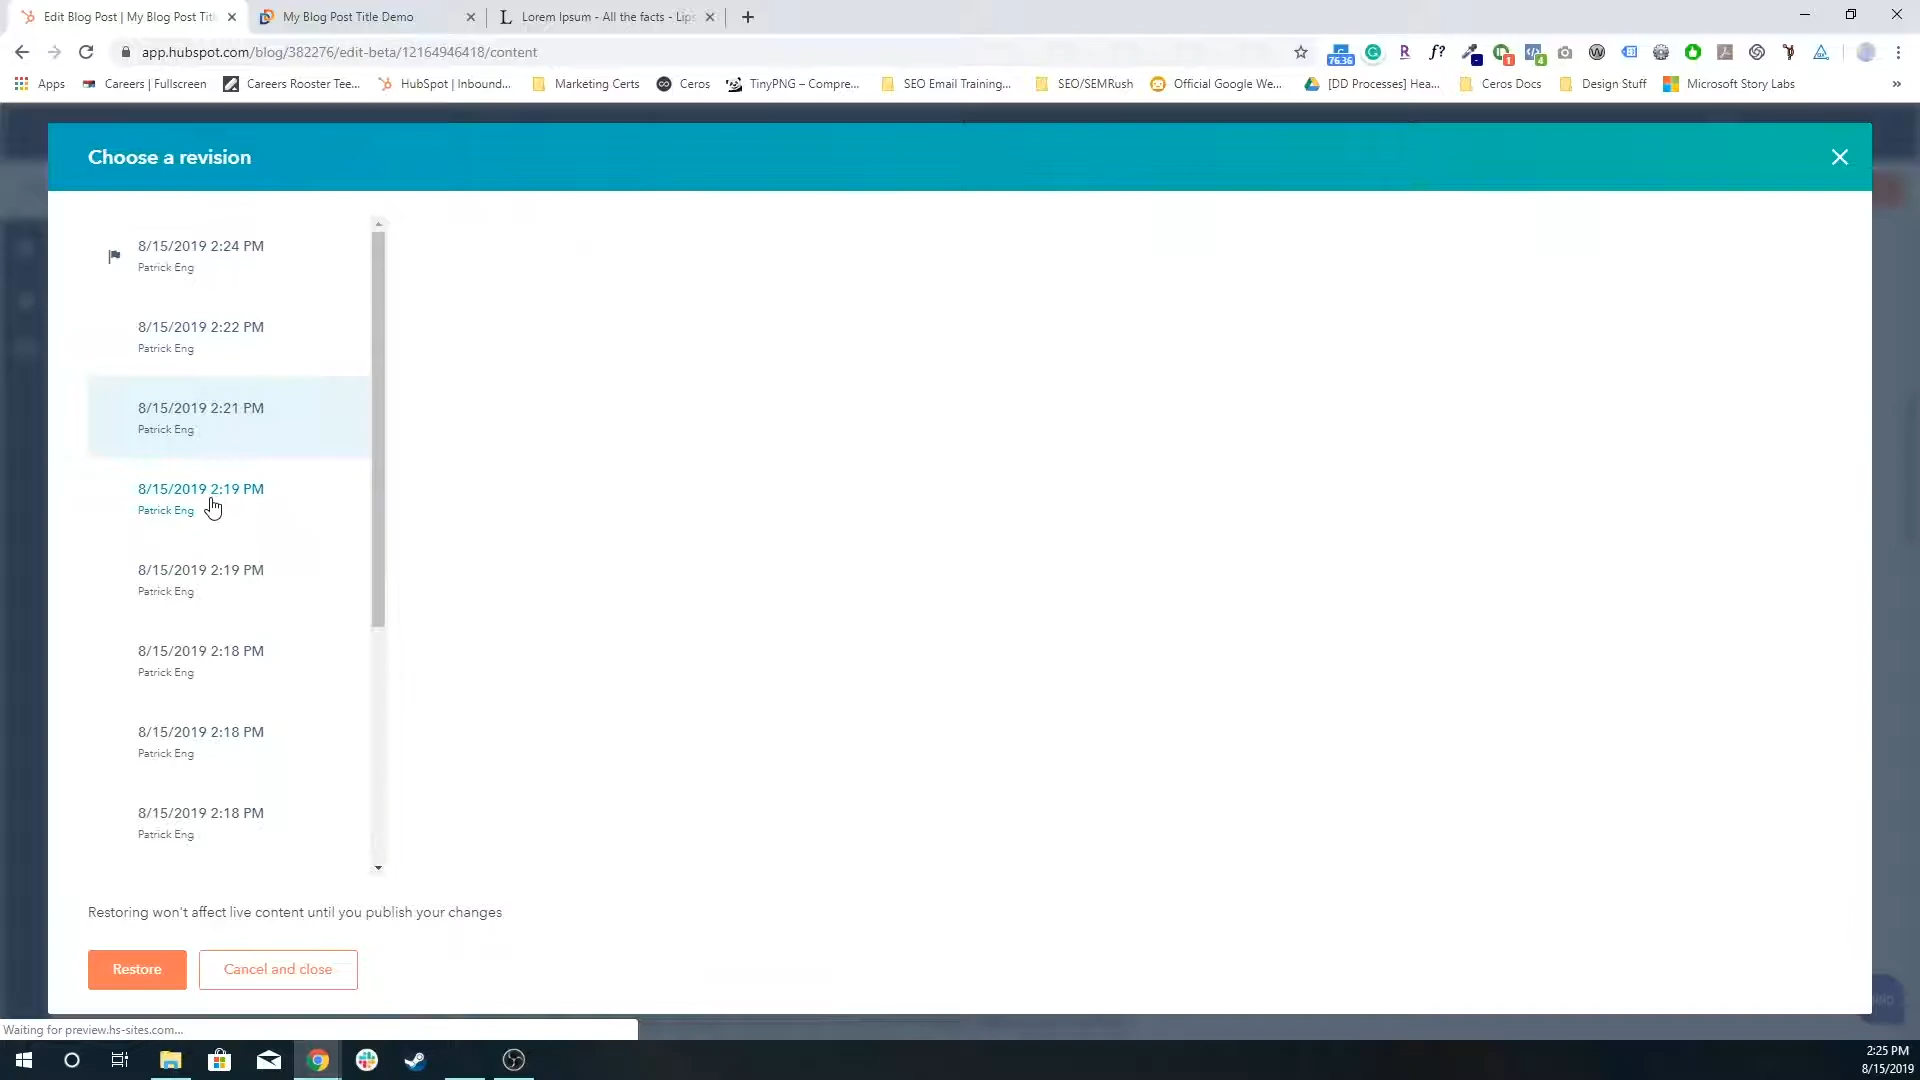 Edit Blog Post | My Blog Post Titl
My Blog Post Title Demo
Lorem Ipsum - All the facts - Lips
app.hubspot.com/blog/382276/edit-beta/12164946418/content
76.36
1
4
Apps
Careers | Fullscreen
Careers Rooster Tee...
HubSpot | Inbound...
Marketing Certs
Ceros
TinyPNG – Compre...
SEO Email Training...
SEO/SEMRush
Official Google We...
[DD Processes] Hea...
Ceros Docs
Design Stuff
Microsoft Story Labs
Choose a revision
8/15/2019 2:24 PM
Patrick Eng
8/15/2019 2:22 PM
Patrick Eng
8/15/2019 2:21 PM
Patrick Eng
8/15/2019 2:19 PM
Patrick Eng
8/15/2019 2:19 PM
Patrick Eng
8/15/2019 2:18 PM
Patrick Eng
8/15/2019 2:18 PM
Patrick Eng
8/15/2019 2:18 PM
Patrick Eng
Restoring won't affect live content until you publish your changes
Restore
Cancel and close
Waiting for preview.hs-sites.com...
2:25 PM
8/15/2019